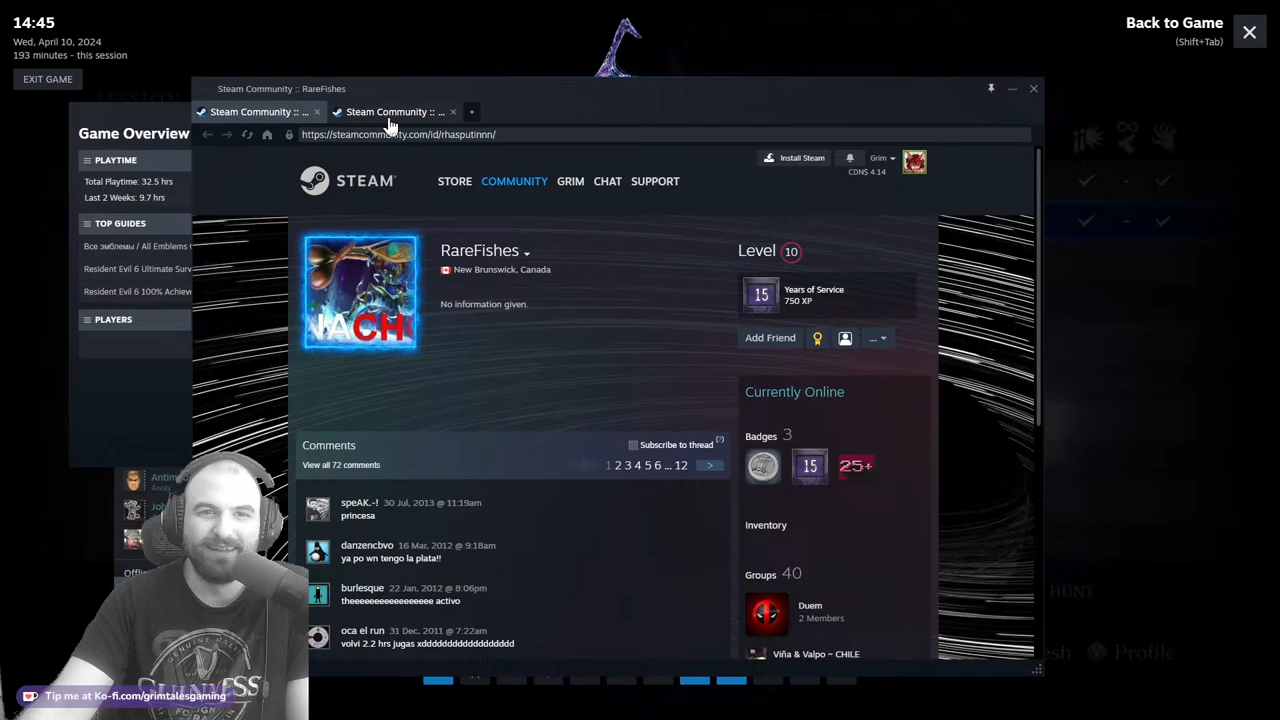 14:45
Wed, April 10, 2024
193 minutes - this session
EXIT GAME
Back to Game
(Shift+Tab)
Steam Community :: RareFishes
Steam Community :: ...
Steam Community :: ...
https://steamcommunity.com/id/rhasputinnn/
Game Overview
PLAYTIME
Total Playtime: 32.5 hrs
Last 2 Weeks: 9.7 hrs
TOP GUIDES
Все эмблемы / All Emblems
Resident Evil 6 Ultimate Surv
Resident Evil 6 100% Achieve
PLAYERS
Install Steam
Grim
CDN$ 4.14
STEAM
STORE
COMMUNITY
GRIM
CHAT
SUPPORT
RareFishes
New Brunswick, Canada
No information given.
Level 10
15
Years of Service
750 XP
Add Friend
...
Currently Online
Badges 3
15
25+
Inventory
Groups 40
Duem
2 Members
Viña & Valpo ~ CHILE
Comments
Subscribe to thread (?)
View all 72 comments
1 2 3 4 5 6 ... 12 >
speAK.-! 30 Jul, 2013 @ 11:19am
princesa
danzencbvo 16 Mar, 2012 @ 9:18am
ya po wn tengo la plata!!
burlesque 22 Jan, 2012 @ 8:06pm
theeeeeeeeeeeeeeee activo
oca el run 31 Dec, 2011 @ 7:22am
volvi 2.2 hrs jugas xdddddddddddddddddd
Away
GENUINE
GUINNESS
Tip me at Ko-fi.com/grimtalesgaming
HUNT
Profile